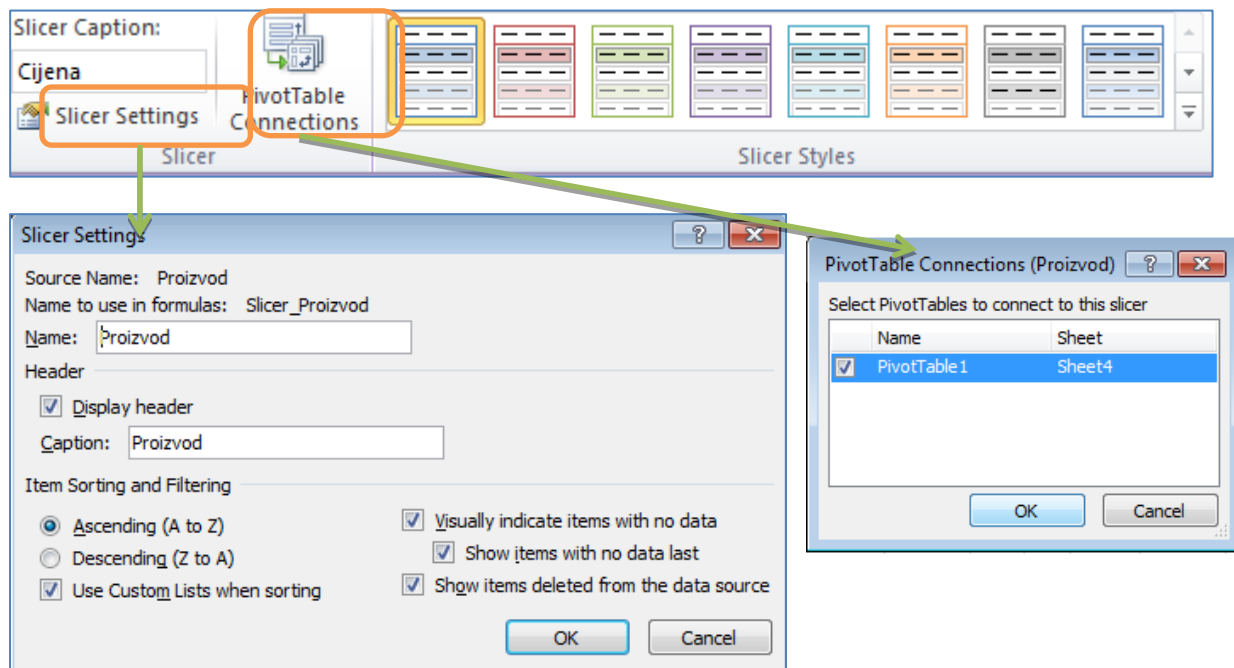 Slicer Caption:
Cijena
Slicer Settings
PivotTable
Connections
Slicer
Slicer Styles
Slicer Settings
Source Name: Proizvod
Name to use in formulas: Slicer_Proizvod
Name: Proizvod
Header
Display header
Caption: Proizvod
Item Sorting and Filtering
Ascending (A to Z)
Descending (Z to A)
Use Custom Lists when sorting
Visually indicate items with no data
Show items with no data last
Show items deleted from the data source
OK Cancel
PivotTable Connections (Proizvod)
Select PivotTables to connect to this slicer
Name Sheet
PivotTable1 Sheet4
OK Cancel